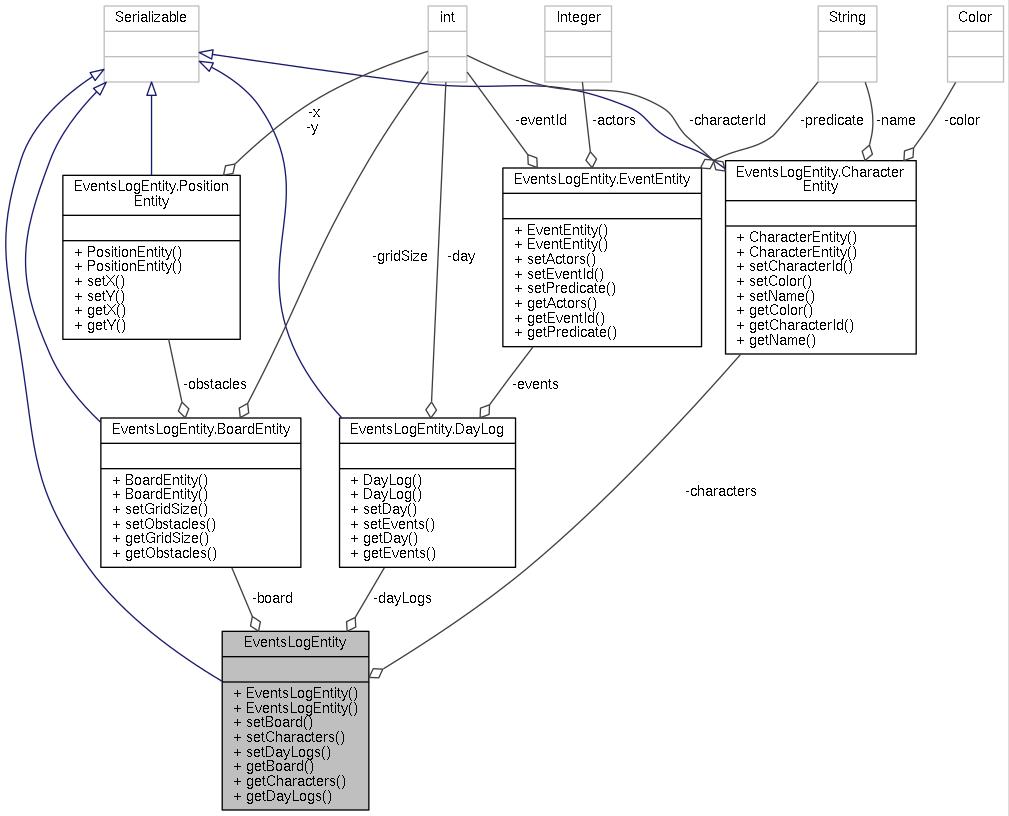 Serializable
int
Integer
String
Color
-x
-y
-eventId
-actors
-characterId
-predicate
-name
-color
EventsLogEntity.Position
Entity
+ PositionEntity()
+ PositionEntity()
+ setX()
+ setY()
+ getX()
+ getY()
-gridSize
-day
EventsLogEntity.EventEntity
+ EventEntity()
+ EventEntity()
+ setActors()
+ setEventId()
+ setPredicate()
+ getActors()
+ getEventId()
+ getPredicate()
EventsLogEntity.Character
Entity
+ CharacterEntity()
+ CharacterEntity()
+ setCharacterId()
+ setColor()
+ setName()
+ getColor()
+ getCharacterId()
+ getName()
-obstacles
-events
EventsLogEntity.BoardEntity
+ BoardEntity()
+ BoardEntity()
+ setGridSize()
+ setObstacles()
+ getGridSize()
+ getObstacles()
EventsLogEntity.DayLog
+ DayLog()
+ DayLog()
+ setDay()
+ setEvents()
+ getDay()
+ getEvents()
-characters
-board
-dayLogs
EventsLogEntity
+ EventsLogEntity()
+ EventsLogEntity()
+ setBoard()
+ setCharacters()
+ setDayLogs()
+ getBoard()
+ getCharacters()
+ getDayLogs()